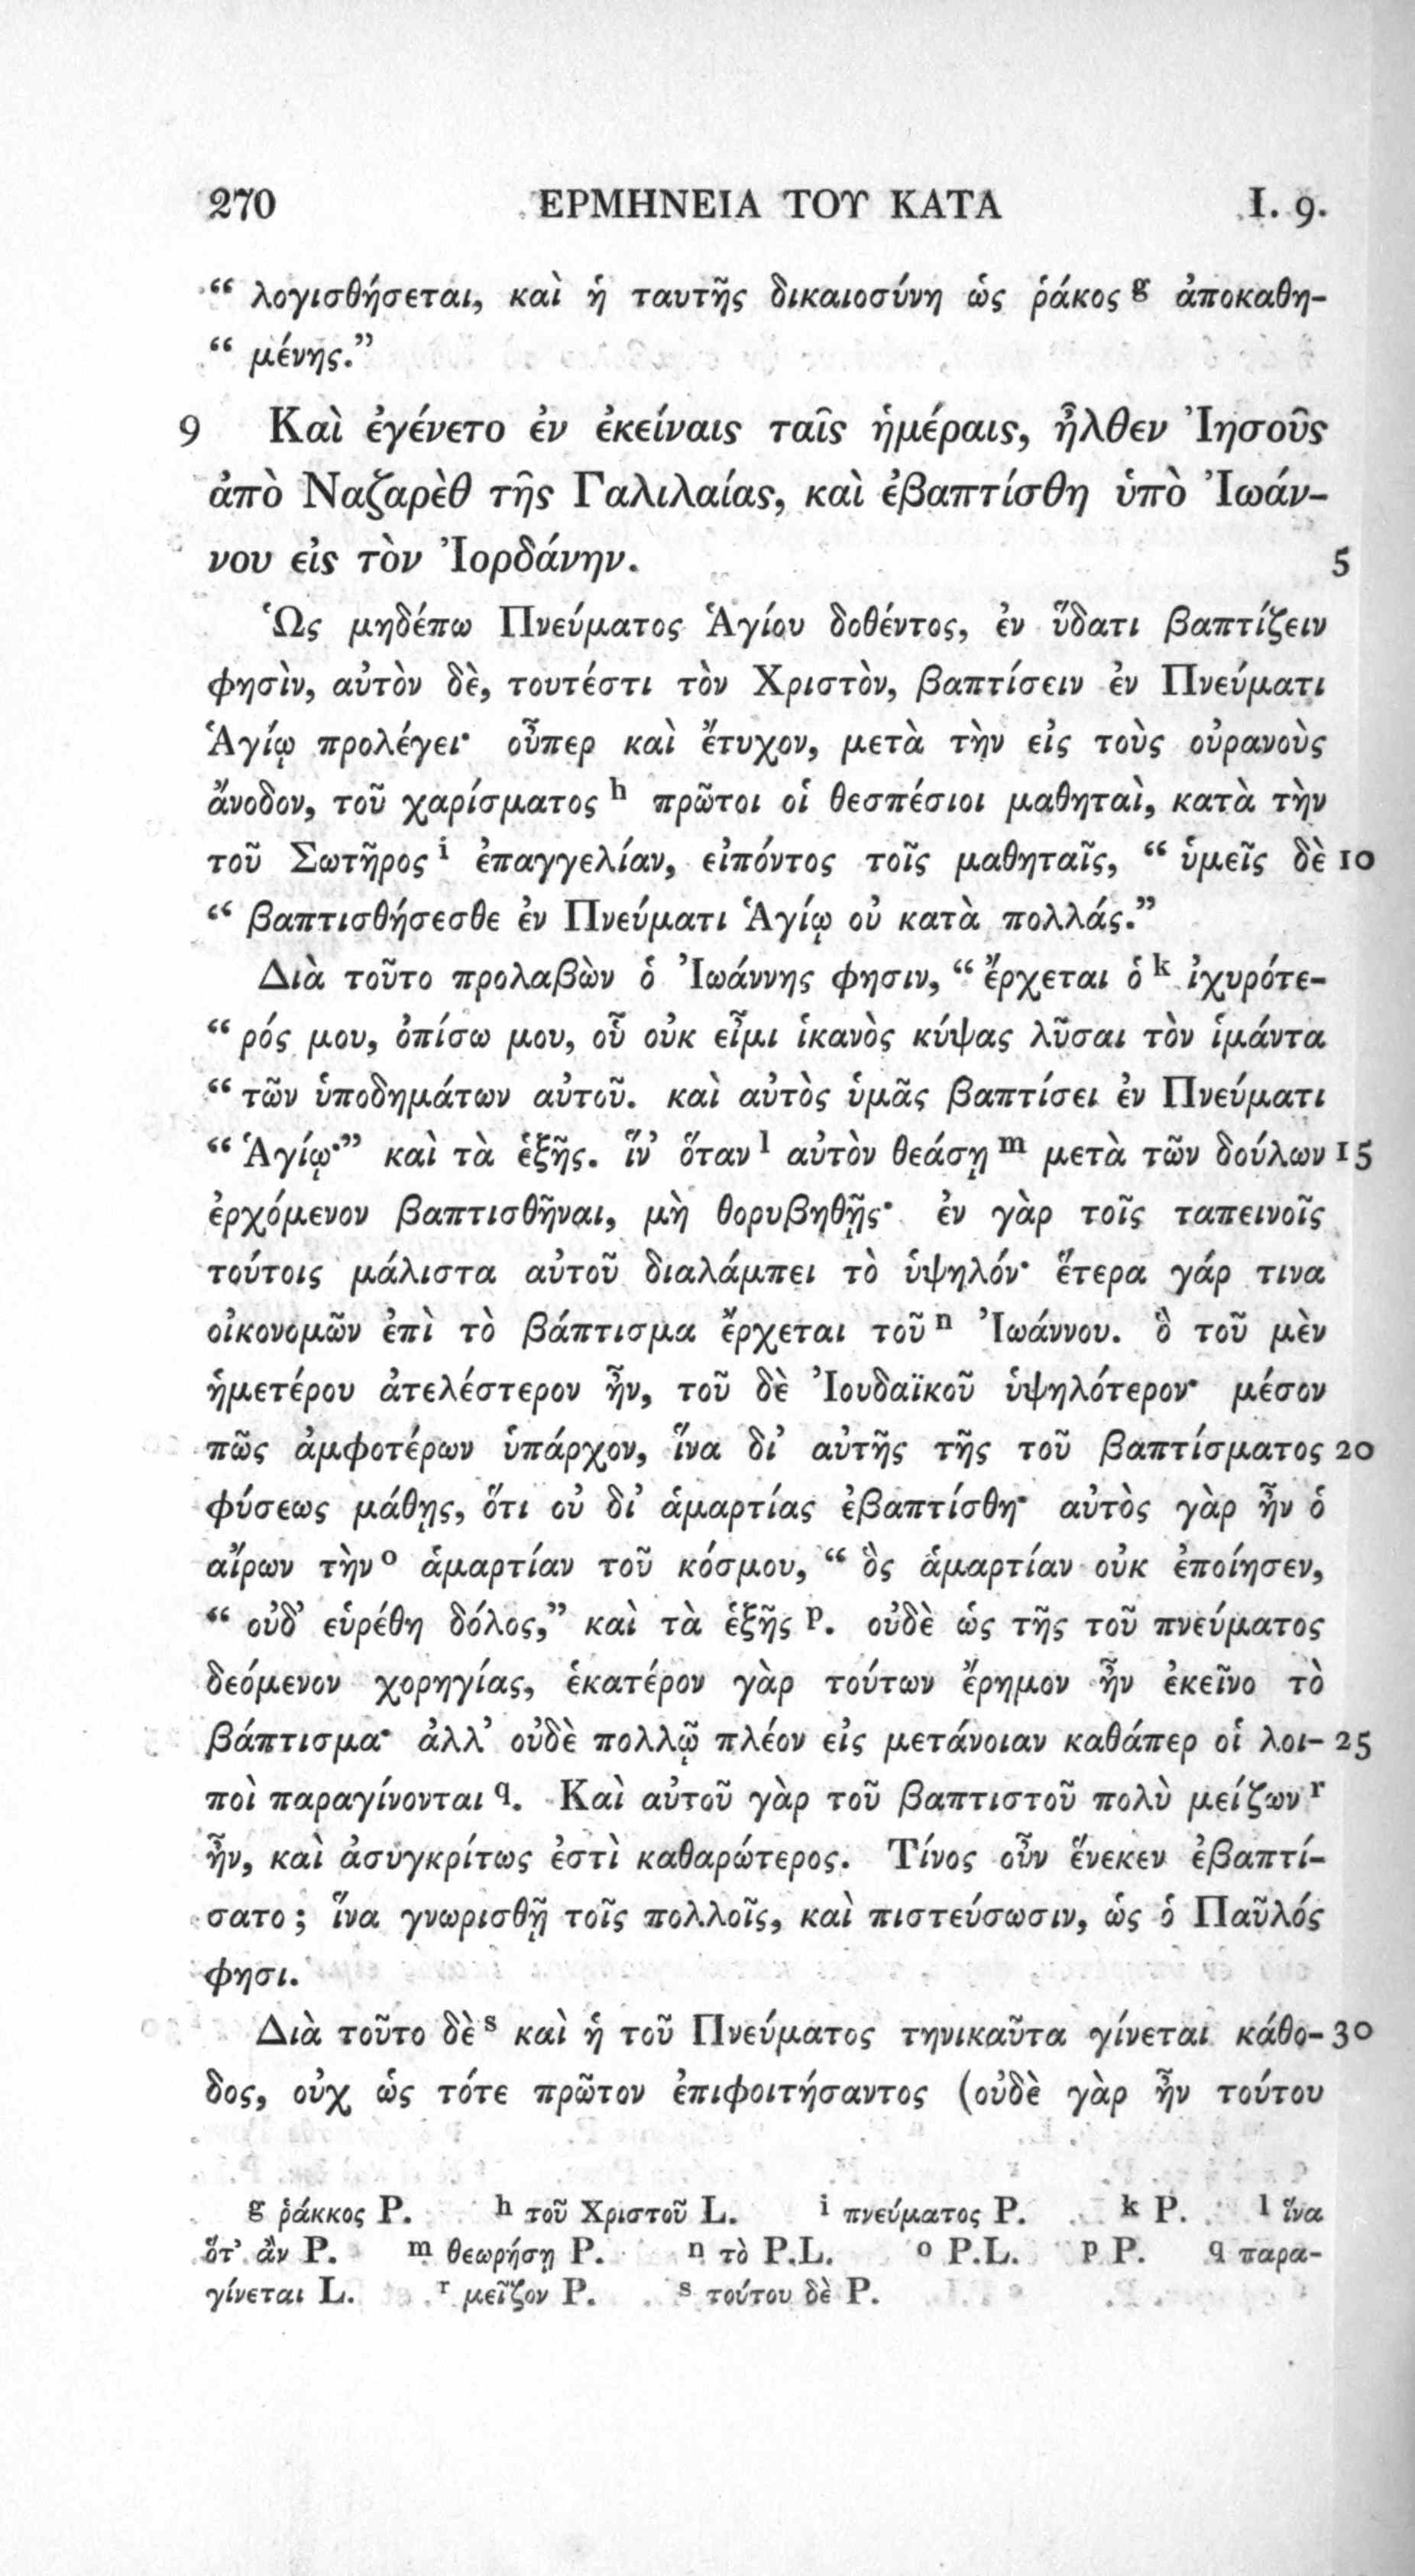 270 ΕΡΜΗΝΕΙΑ ΤΟΥ ΚΑΤΑ I. 9.
“ λογισθήσεται, καὶ ἡ ταυτῆς δικαιοσύνη ὡς ῥάκος g ἀποκαθη-
“ μένης.”
9 Καὶ ἐγένετο ἐν ἐκείναις ταῖς ἡμέραις, ἦλθεν Ἰησοῦς
ἀπὸ Ναζαρὲθ τῆς Γαλιλαίας, καὶ ἐβαπτίσθη ὑπὸ Ἰωάν-
νου εἰς τὸν Ἰορδάνην. 5
Ὡς μηδέπω Πνεύματος Ἁγίου δοθέντος, ἐν ὕδατι βαπτίζειν
φησὶν, αὐτὸν δὲ, τουτέστι τὸν Χριστὸν, βαπτίσειν ἐν Πνεύματι
Ἁγίῳ προλέγει· οὗπερ καὶ ἔτυχον, μετὰ τὴν εἰς τοὺς οὐρανοὺς
ἄνοδον, τοῦ χαρίσματος h πρῶτοι οἱ θεσπέσιοι μαθηταὶ, κατὰ τὴν
τοῦ Σωτῆρος i ἐπαγγελίαν, εἰπόντος τοῖς μαθηταῖς, “ ὑμεῖς δὲ 10
“ βαπτισθήσεσθε ἐν Πνεύματι Ἁγίῳ οὐ κατὰ πολλάς.”
Διὰ τοῦτο προλαβὼν ὁ Ἰωάννης φησιν, “ ἔρχεται ὁ k ἰχυρότε-
“ ρός μου, ὀπίσω μου, οὗ οὐκ εἶμι ἱκανὸς κύψας λῦσαι τὸν ἱμάντα
“ τῶν ὑποδημάτων αὐτοῦ. καὶ αὐτὸς ὑμᾶς βαπτίσει ἐν Πνεύματι
“ Ἁγίῳ·” καὶ τὰ ἑξῆς. ἵν’ ὅταν l αὐτὸν θεάσῃ m μετὰ τῶν δούλων 15
ἐρχόμενον βαπτισθῆναι, μὴ θορυβηθῇς· ἐν γὰρ τοῖς ταπεινοῖς
τούτοις μάλιστα αὐτοῦ διαλάμπει τὸ ὑψηλόν· ἕτερα γάρ τινα
οἰκονομῶν ἐπὶ τὸ βάπτισμα ἔρχεται τοῦ n Ἰωάννου. ὃ τοῦ μὲν
ἡμετέρου ἀτελέστερον ἦν, τοῦ δὲ Ἰουδαϊκοῦ ὑψηλότερον· μέσον
πῶς ἀμφοτέρων ὑπάρχον, ἵνα δι’ αὐτῆς τῆς τοῦ βαπτίσματος 20
φύσεως μάθῃς, ὅτι οὐ δι’ ἁμαρτίας ἐβαπτίσθη· αὐτὸς γὰρ ἦν ὁ
αἴρων τὴν o ἁμαρτίαν τοῦ κόσμου, “ ὃς ἁμαρτίαν οὐκ ἐποίησεν,
“ οὐδ’ εὑρέθη δόλος,” καὶ τὰ ἑξῆς p. οὐδὲ ὡς τῆς τοῦ πνεύματος
δεόμενον χορηγίας, ἑκατέρον γὰρ τούτων ἔρημον ἦν ἐκεῖνο τὸ
βάπτισμα· ἀλλ’ οὐδὲ πολλῷ πλέον εἰς μετάνοιαν καθάπερ οἱ λοι- 25
ποὶ παραγίνονται q. Καὶ αὐτοῦ γὰρ τοῦ βαπτιστοῦ πολὺ μείζων r
ἦν, καὶ ἀσυγκρίτως ἐστὶ καθαρώτερος. Τίνος οὖν ἕνεκεν ἐβαπτί-
σατο ; ἵνα γνωρισθῇ τοῖς πολλοῖς, καὶ πιστεύσωσιν, ὡς ὁ Παῦλός
φησι.
Διὰ τοῦτο δὲ s καὶ ἡ τοῦ Πνεύματος τηνικαῦτα γίνεται κάθο- 30
δος, οὐχ ὡς τότε πρῶτον ἐπιφοιτήσαντος (οὐδὲ γὰρ ἦν τούτου
g ῥάκκος P. h τοῦ Χριστοῦ L. i πνεύματος P. k P. l ἵνα
ὅτ’ ἂν P. m θεωρήσῃ P. n τὸ P.L. o P.L. p P. q παρα-
γίνεται L. r μεῖζον P. s τούτου δὲ P.